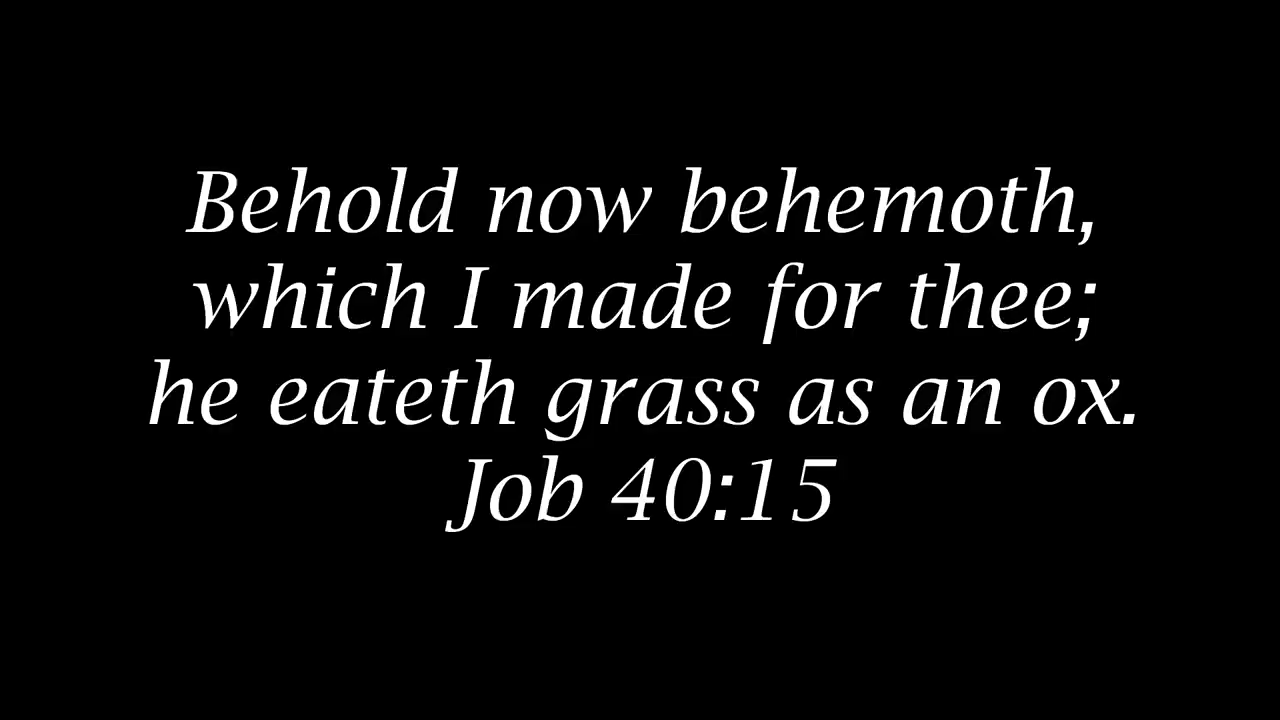 Behold now behemoth,
which I made for thee;
he eateth grass as an ox.
Job 40:15